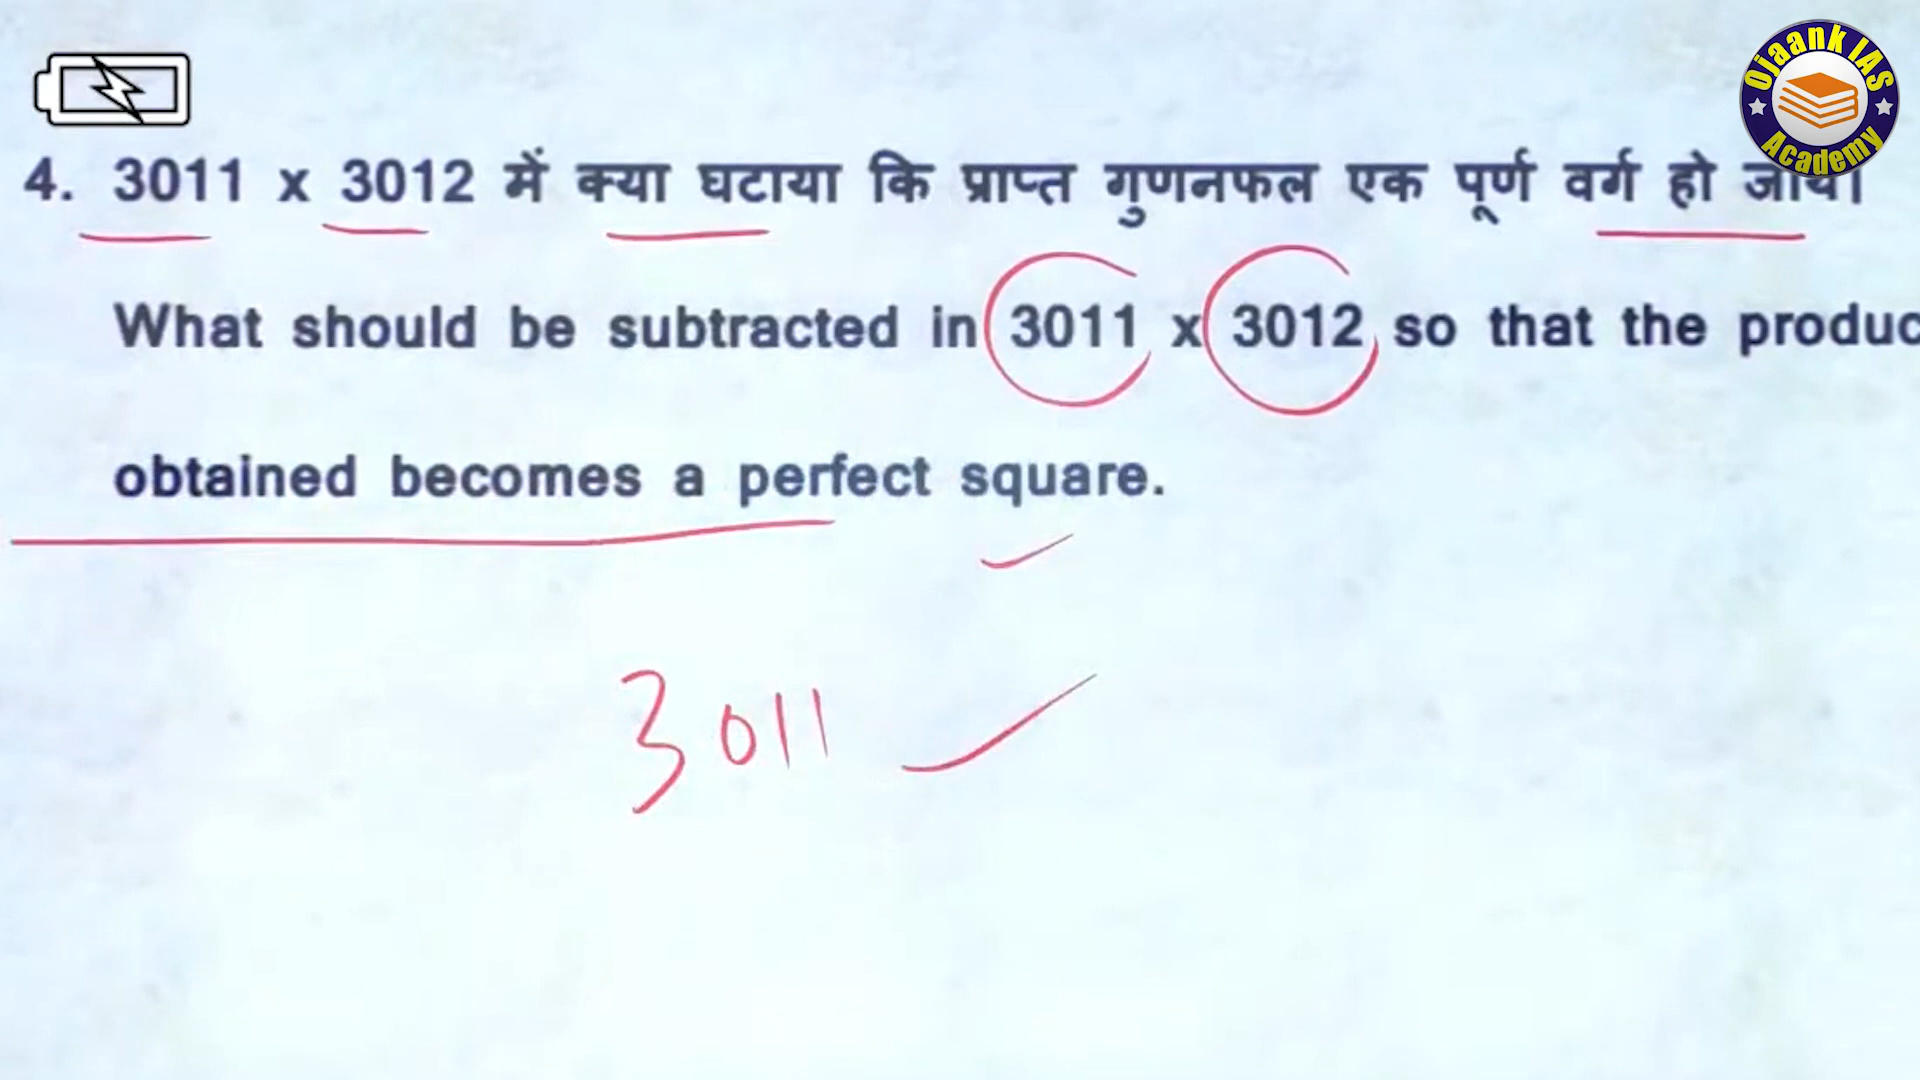 Ojaank IAS Academy
4. 3011 x 3012 में क्या घटाया कि प्राप्त गुणनफल एक पूर्ण वर्ग हो जाये।
What should be subtracted in 3011 x 3012 so that the produc
obtained becomes a perfect square.
3011